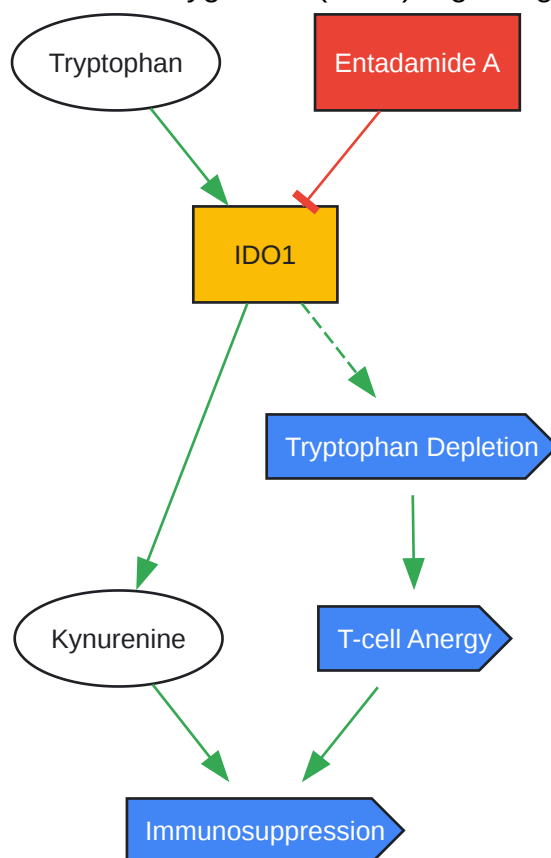 Tryptophan
Entadamide A
IDO1
Tryptophan Depletion
Kynurenine
T-cell Anergy
Immunosuppression